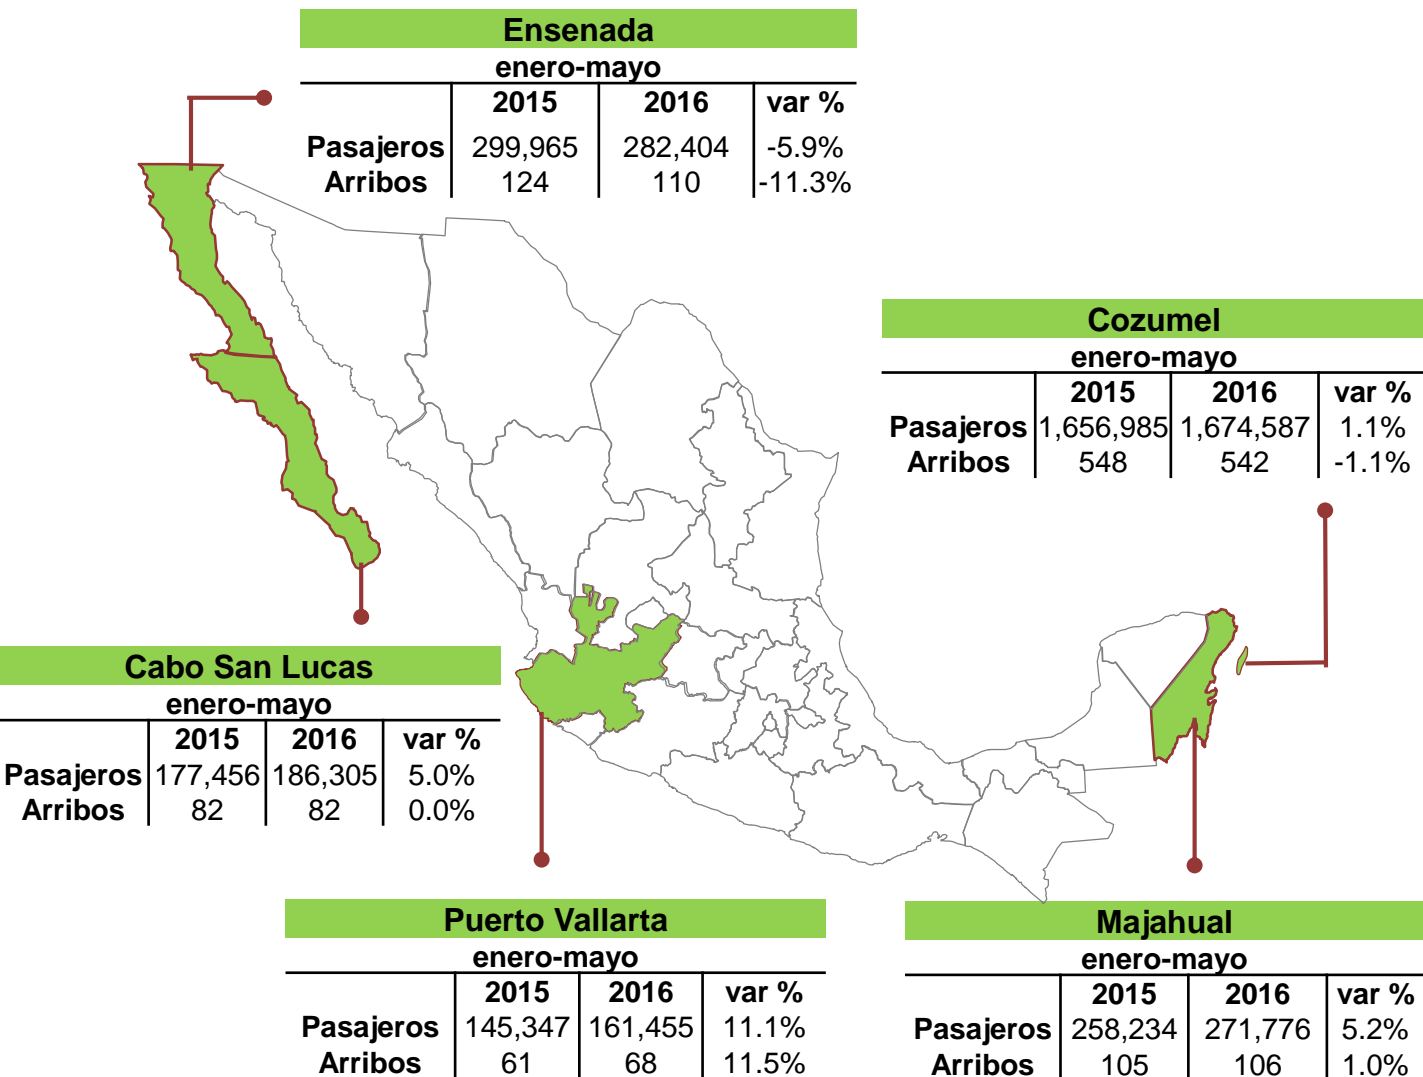 Ensenada
enero-mayo
2015 2016 var %
Pasajeros 299,965 282,404 -5.9%
Arribos 124 110 -11.3%
Cozumel
enero-mayo
2015 2016 var %
Pasajeros 1,656,985 1,674,587 1.1%
Arribos 548 542 -1.1%
Cabo San Lucas
enero-mayo
2015 2016 var %
Pasajeros 177,456 186,305 5.0%
Arribos 82 82 0.0%
Puerto Vallarta
enero-mayo
2015 2016 var %
Pasajeros 145,347 161,455 11.1%
Arribos 61 68 11.5%
Majahual
enero-mayo
2015 2016 var %
Pasajeros 258,234 271,776 5.2%
Arribos 105 106 1.0%